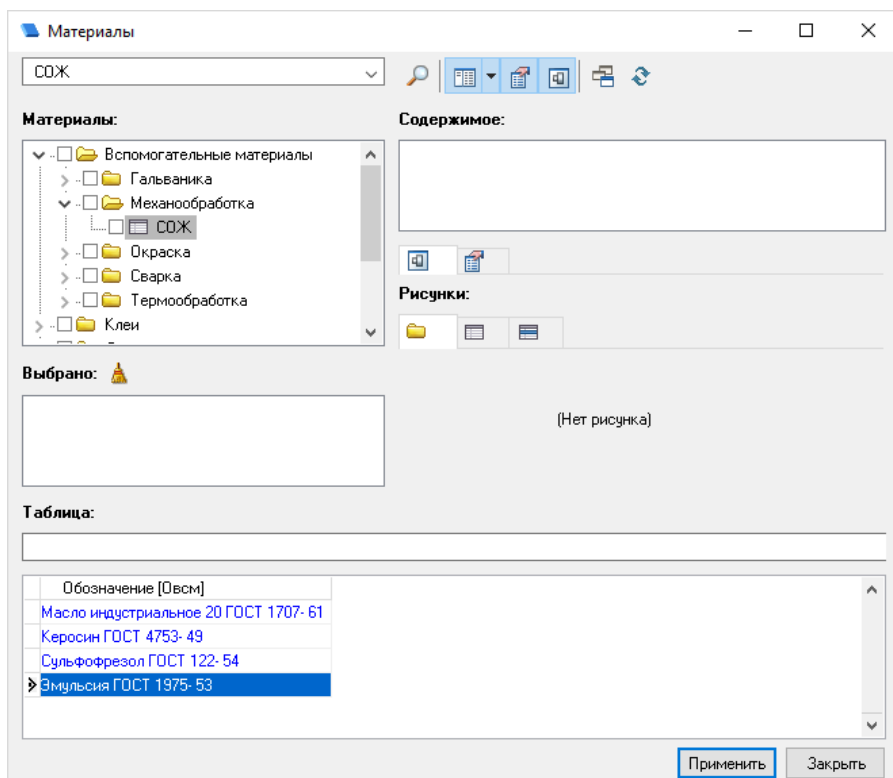 Материалы
СОЖ
Материалы:
Вспомогательные материалы
Гальваника
Механообработка
СОЖ
Окраска
Сварка
Термообработка
Клеи
Содержимое:
Рисунки:
(Нет рисунка)
Выбрано:
Таблица:
Обозначение [Овсм]
Масло индустриальное 20 ГОСТ 1707- 61
Керосин ГОСТ 4753- 49
Сульфофрезол ГОСТ 122- 54
Эмульсия ГОСТ 1975- 53
Применить
Закрыть